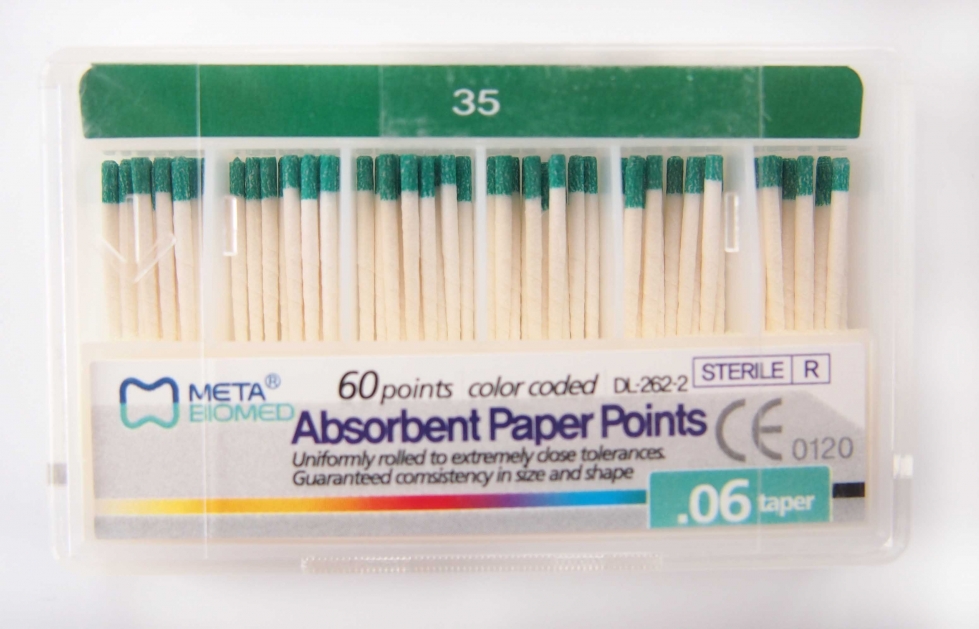 35
META®
BIOMED
60 points color coded DL-262-2 STERILE R
Absorbent Paper Points
CE 0120
Uniformly rolled to extremely close tolerances.
Guaranteed comsistency in size and shape
.06 taper